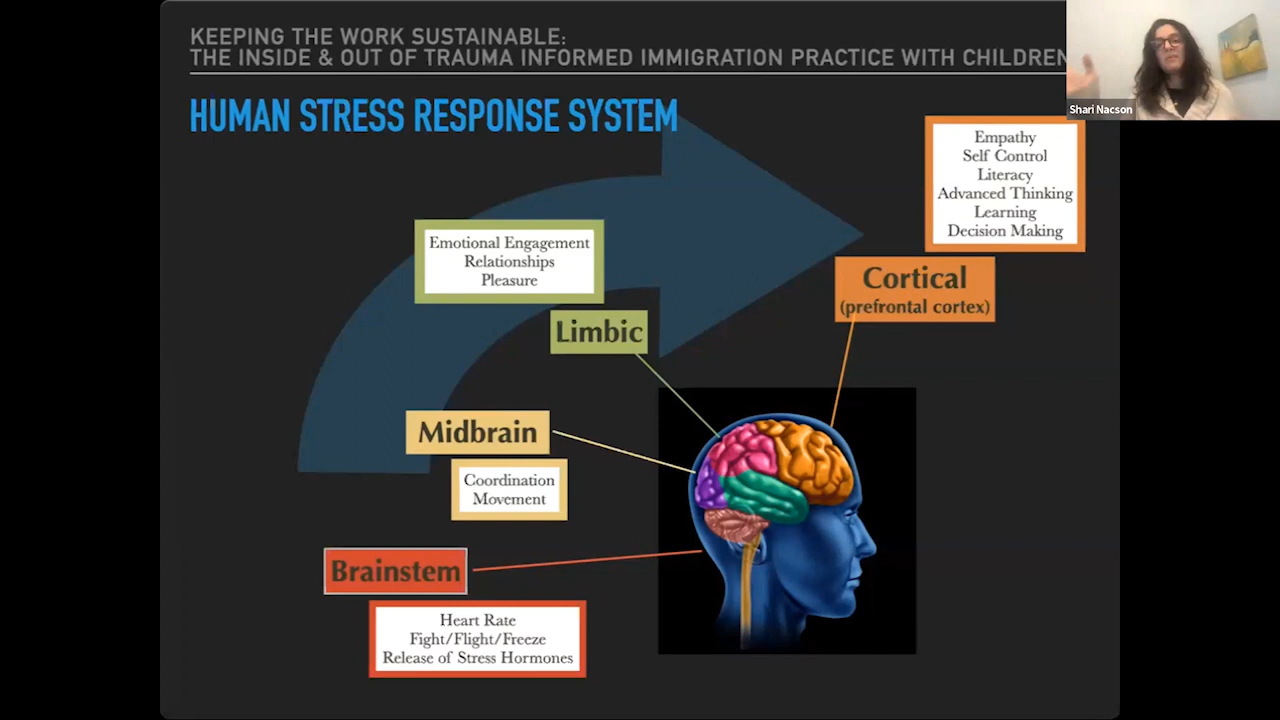 KEEPING THE WORK SUSTAINABLE:
THE INSIDE & OUT OF TRAUMA INFORMED IMMIGRATION PRACTICE WITH CHILDREN
Shari Nacson
HUMAN STRESS RESPONSE SYSTEM
Empathy
Self Control
Literacy
Advanced Thinking
Learning
Decision Making
Cortical
(prefrontal cortex)
Emotional Engagement
Relationships
Pleasure
Limbic
Midbrain
Coordination
Movement
Brainstem
Heart Rate
Fight/Flight/Freeze
Release of Stress Hormones